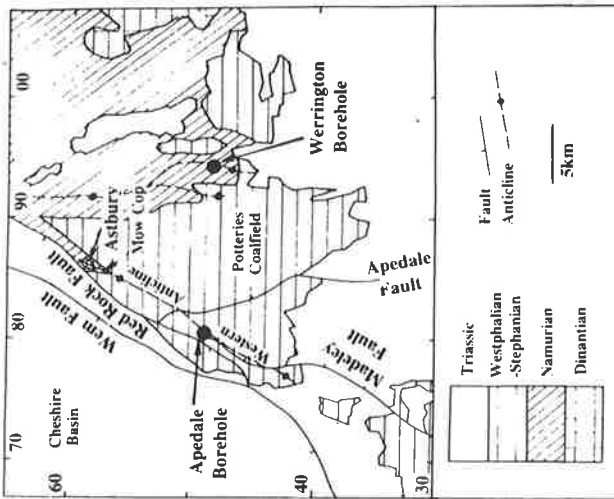 70
80
90
00
60
40
30
Cheshire
Basin
Wem Fault
Red Rock Fault
Astbury
Mow Cop
Western
Anticline
Apedale
Borehole
Madeley
Fault
Potteries
Coalfield
Apedale
Fault
Werrington
Borehole
Triassic
Westphalian
-Stephanian
Namurian
Dinantian
Fault
Anticline
5km